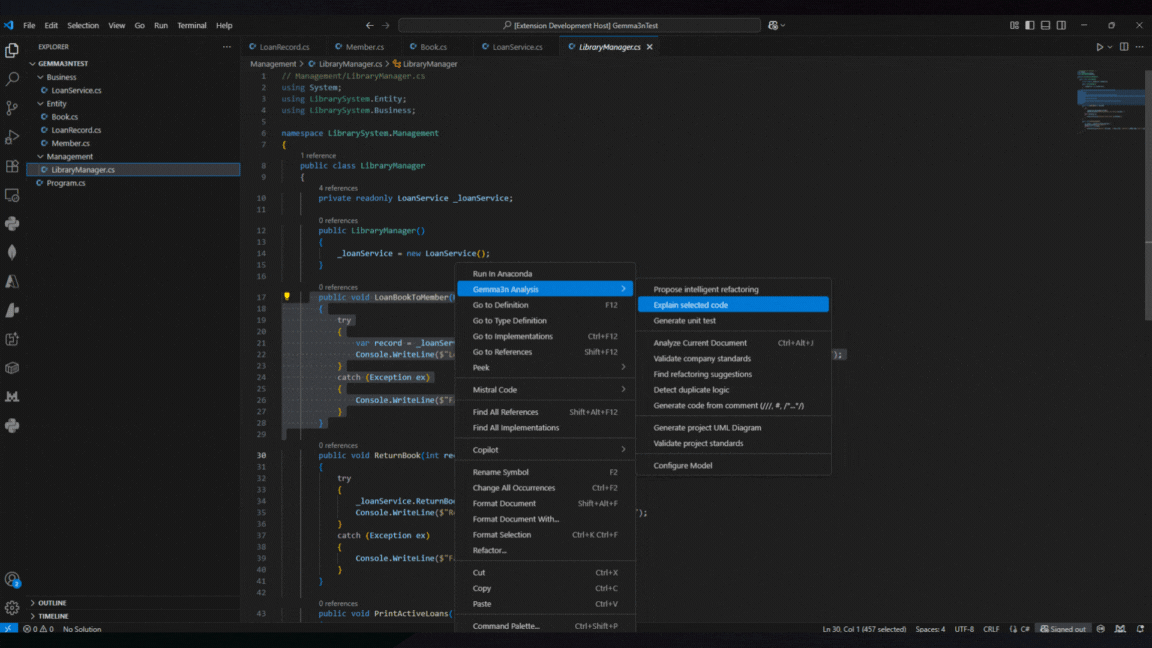 File Edit Selection View Go Run Terminal Help
[Extension Development Host] Gemma3nTest
EXPLORER
GEMMA3NTEST
Business
LoanService.cs
Entity
Book.cs
LoanRecord.cs
Member.cs
Management
LibraryManager.cs
Program.cs
OUTLINE
TIMELINE
LoanRecord.cs Member.cs Book.cs LoanService.cs LibraryManager.cs
Management > LibraryManager.cs > LibraryManager
1 // Management/LibraryManager.cs
2 using System;
3 using LibrarySystem.Entity;
4 using LibrarySystem.Business;
5
6 namespace LibrarySystem.Management
7 {
1 reference
8 public class LibraryManager
9 {
4 references
10 private readonly LoanService _loanService;
11
0 references
12 public LibraryManager()
13 {
14 _loanService = new LoanService();
15 }
16
0 references
17 public void LoanBookToMember(
18 {
19 try
20 {
21 var record = _loanServ
22 Console.WriteLine($"L );
23 }
24 catch (Exception ex)
25 {
26 Console.WriteLine($"F
27 }
28 }
29
0 references
30 public void ReturnBook(int re
31 {
32 try
33 {
34 _loanService.ReturnBoo
35 Console.WriteLine($"R ");
36 }
37 catch (Exception ex)
38 {
39 Console.WriteLine($"F
40 }
41 }
42
0 references
43 public void PrintActiveLoans(
Run In Anaconda
Gemma3n Analysis
Go to Definition F12
Go to Type Definition
Go to Implementations Ctrl+F12
Go to References Shift+F12
Peek
Mistral Code
Find All References Shift+Alt+F12
Find All Implementations
Copilot
Rename Symbol F2
Change All Occurrences Ctrl+F2
Format Document Shift+Alt+F
Format Document With...
Format Selection Ctrl+K Ctrl+F
Refactor...
Cut Ctrl+X
Copy Ctrl+C
Paste Ctrl+V
Command Palette... Ctrl+Shift+P
Propose intelligent refactoring
Explain selected code
Generate unit test
Analyze Current Document Ctrl+Alt+J
Validate company standards
Find refactoring suggestions
Detect duplicate logic
Generate code from comment (///, #, /*...*/)
Generate project UML Diagram
Validate project standards
Configure Model
2
0 0 No Solution
Ln 30, Col 1 (457 selected) Spaces: 4 UTF-8 CRLF {} C# Signed out